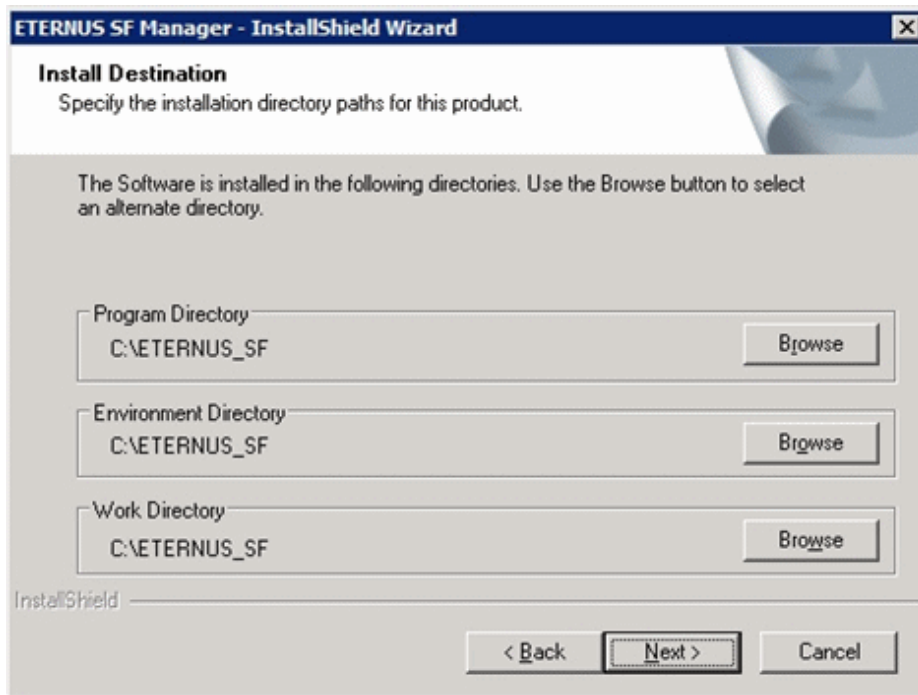 ETERNUS SF Manager - InstallShield Wizard
Install Destination
Specify the installation directory paths for this product.
The Software is installed in the following directories. Use the Browse button to select
an alternate directory.
Program Directory
C:\ETERNUS_SF
Browse
Environment Directory
C:\ETERNUS_SF
Browse
Work Directory
C:\ETERNUS_SF
Browse
InstallShield
< Back
Next >
Cancel